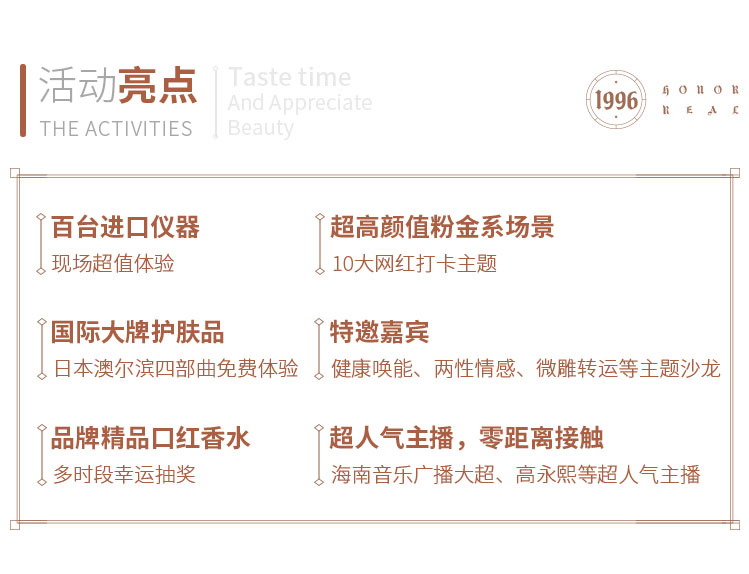 活动亮点
THE ACTIVITIES
Taste time
And Appreciate
Beauty
1996
HONOR
REAL
百台进口仪器
现场超值体验
超高颜值粉金系场景
10大网红打卡主题
国际大牌护肤品
日本澳尔滨四部曲免费体验
特邀嘉宾
健康唤能、两性情感、微雕转运等主题沙龙
品牌精品口红香水
多时段幸运抽奖
超人气主播，零距离接触
海南音乐广播大超、高永熙等超人气主播